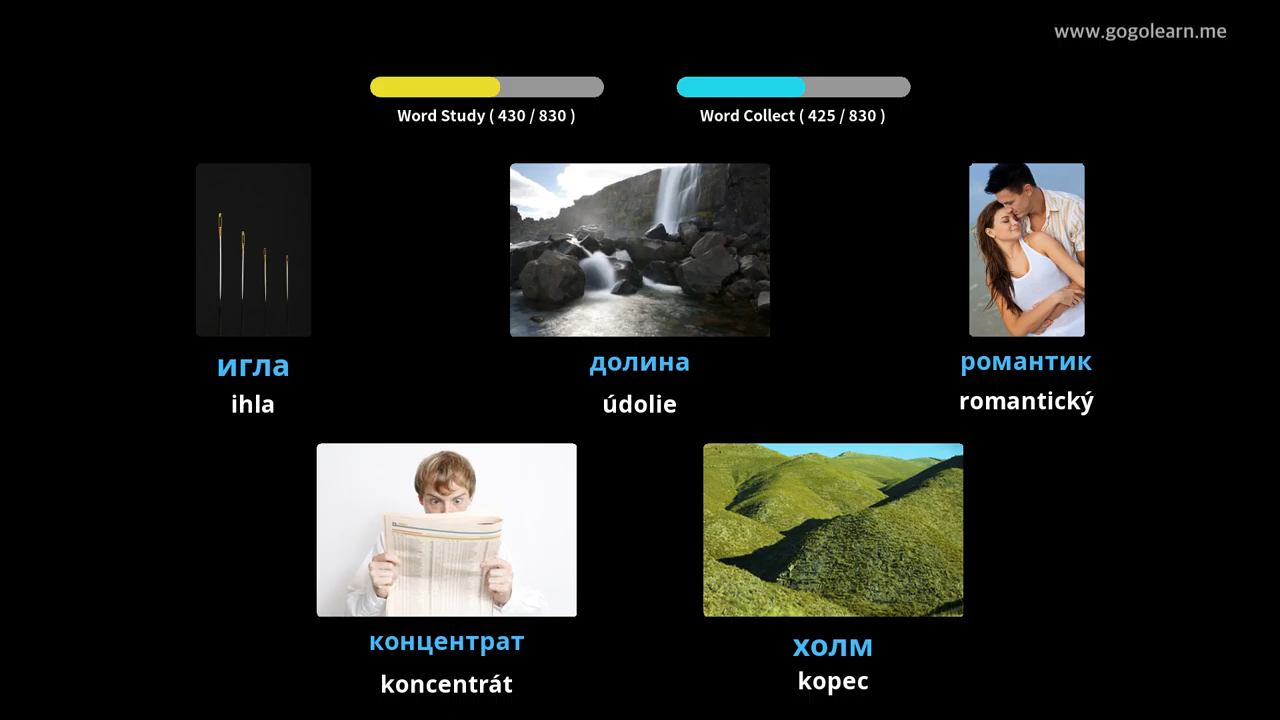 www.gogolearn.me
Word Study ( 430 / 830 )
Word Collect ( 425 / 830 )
игла
ihla
долина
údolie
романтик
romantický
концентрат
koncentrát
холм
kopec